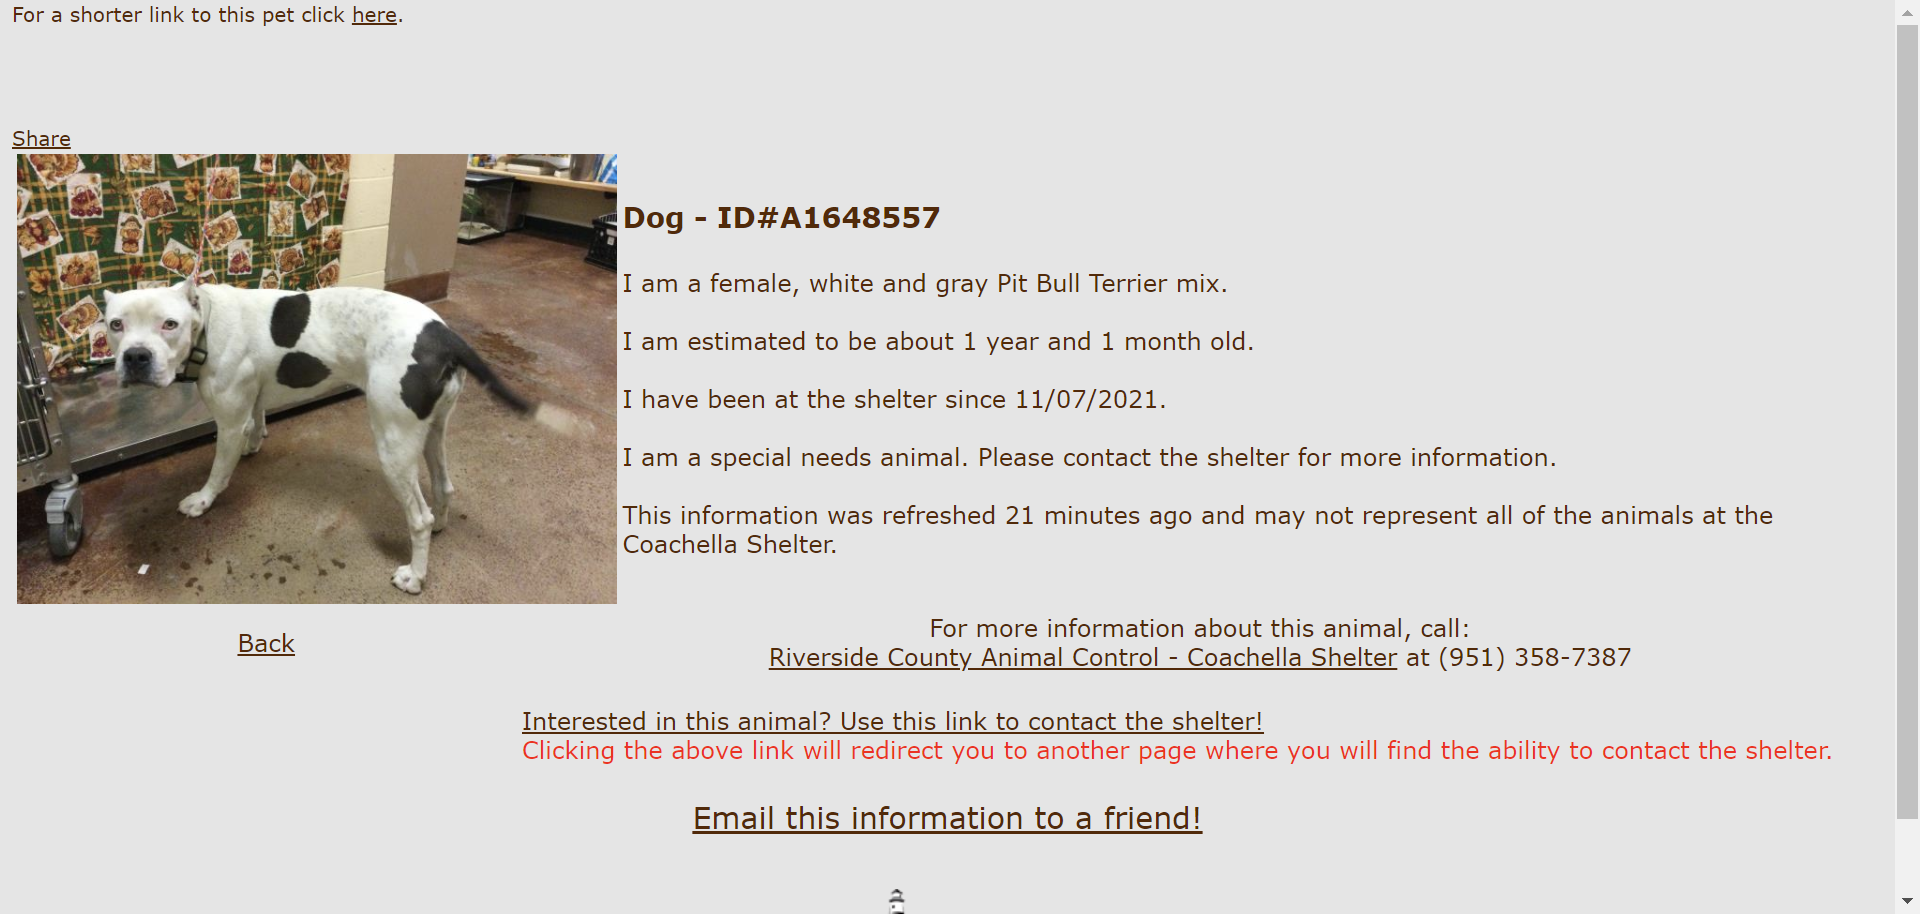 For a shorter link to this pet click here.
Share
Dog - ID#A1648557
I am a female, white and gray Pit Bull Terrier mix.
I am estimated to be about 1 year and 1 month old.
I have been at the shelter since 11/07/2021.
I am a special needs animal. Please contact the shelter for more information.
This information was refreshed 21 minutes ago and may not represent all of the animals at the
Coachella Shelter.
Back
For more information about this animal, call:
Riverside County Animal Control - Coachella Shelter at (951) 358-7387
Interested in this animal? Use this link to contact the shelter!
Clicking the above link will redirect you to another page where you will find the ability to contact the shelter.
Email this information to a friend!